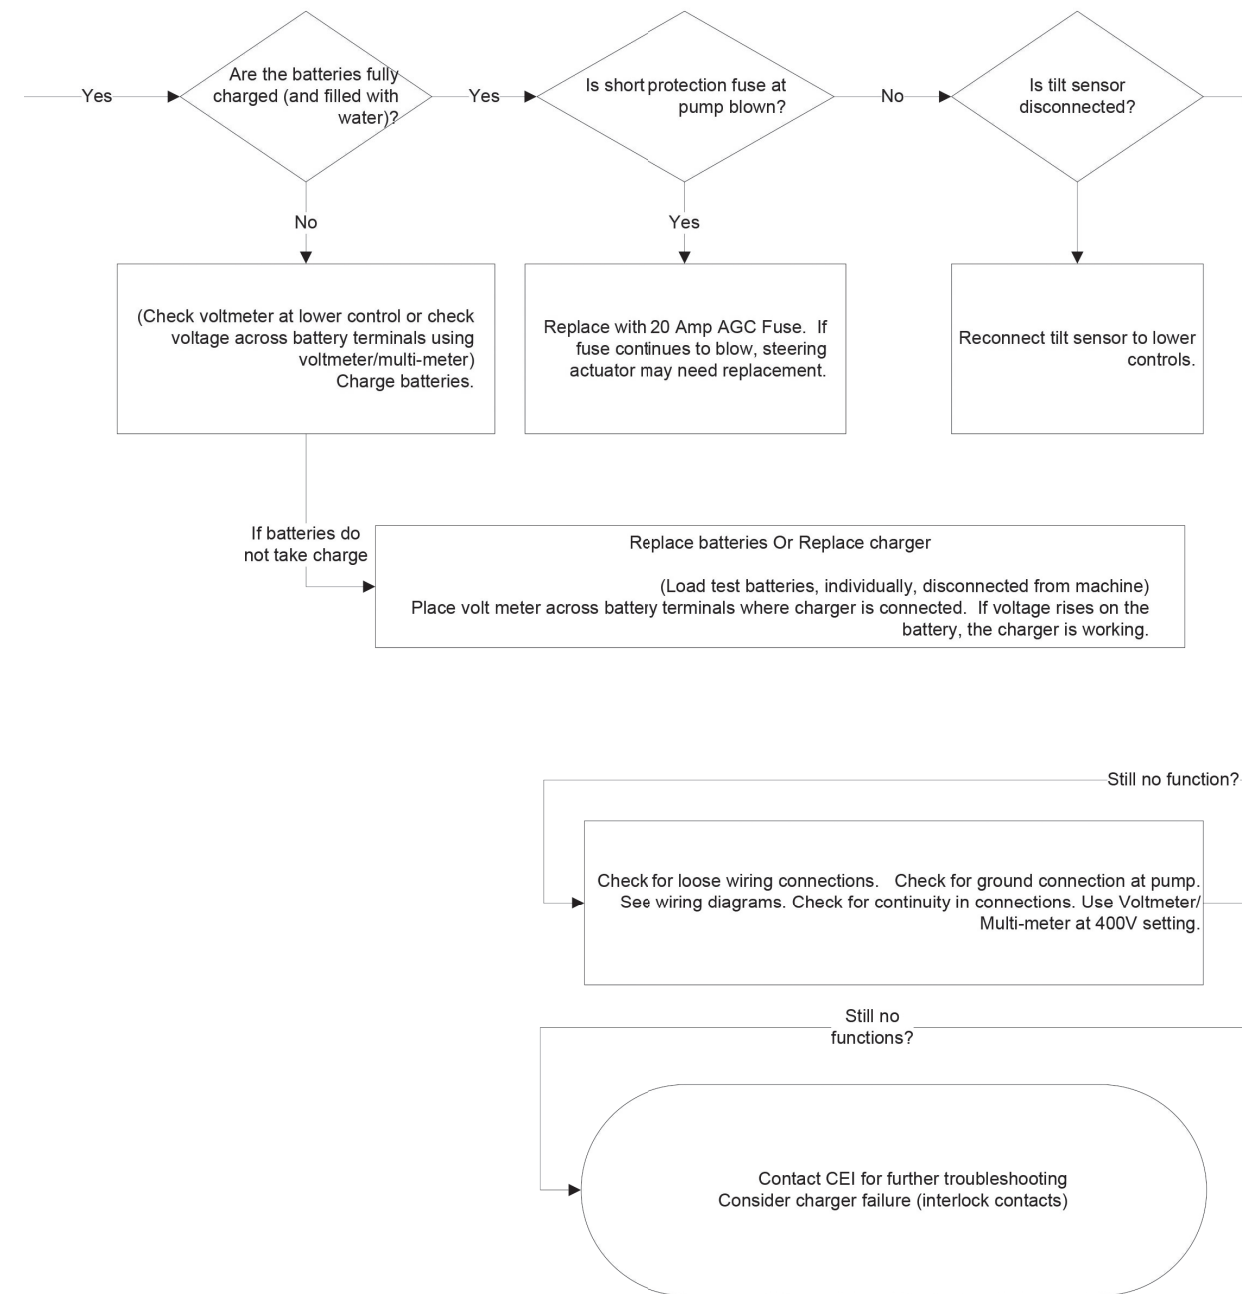 Yes
Are the batteries fully
charged (and filled with
water)?
Yes
Is short protection fuse at
pump blown?
No
Is tilt sensor
disconnected?
No
Yes
(Check voltmeter at lower control or check
voltage across battery terminals using
voltmeter/multi-meter)
Charge batteries.
Replace with 20 Amp AGC Fuse.  If
fuse continues to blow, steering
actuator may need replacement.
Reconnect tilt sensor to lower
controls.
If batteries do
not take charge
Replace batteries Or Replace charger
(Load test batteries, individually, disconnected from machine)
Place volt meter across battery terminals where charger is connected.  If voltage rises on the
battery, the charger is working.
Still no function?
Check for loose wiring connections.   Check for ground connection at pump.
See wiring diagrams. Check for continuity in connections. Use Voltmeter/
Multi-meter at 400V setting.
Still no
functions?
Contact CEI for further troubleshooting
Consider charger failure (interlock contacts)